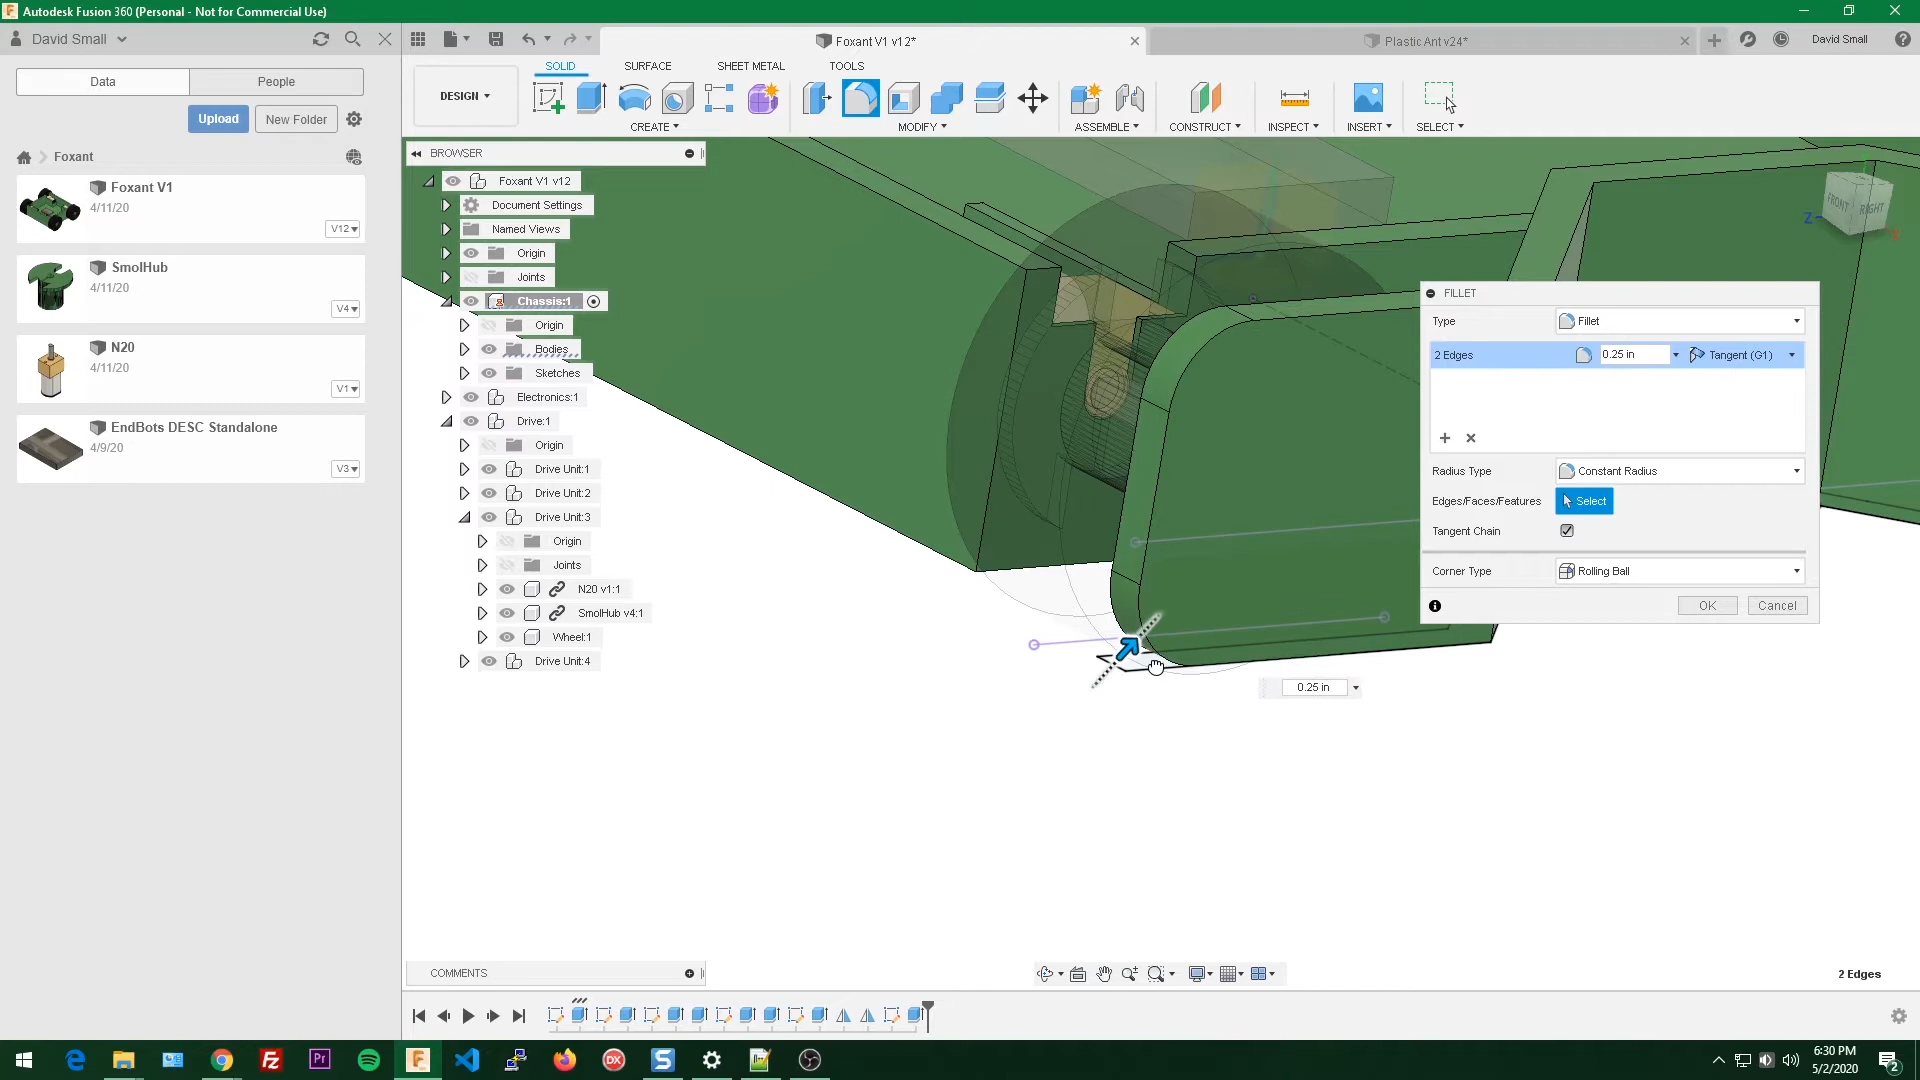 Autodesk Fusion 360 (Personal - Not for Commercial Use)
David Small
Foxant V1 v12*
Plastic Ant v24*
David Small
Data
People
Upload
New Folder
Foxant
Foxant V1
4/11/20
V12
SmolHub
4/11/20
V4
N20
4/11/20
V1
EndBots DESC Standalone
4/9/20
V3
DESIGN
SOLID
SURFACE
SHEET METAL
TOOLS
CREATE
MODIFY
ASSEMBLE
CONSTRUCT
INSPECT
INSERT
SELECT
BROWSER
Foxant V1 v12
Document Settings
Named Views
Origin
Joints
Chassis:1
Origin
Bodies
Sketches
Electronics:1
Drive:1
Origin
Drive Unit:1
Drive Unit:2
Drive Unit:3
Origin
Joints
N20 v1:1
SmolHub v4:1
Wheel:1
Drive Unit:4
FRONT
RIGHT
Z
FILLET
Type
Fillet
2 Edges
0.25 in
Tangent (G1)
Radius Type
Constant Radius
Edges/Faces/Features
Select
Tangent Chain
Corner Type
Rolling Ball
OK
Cancel
0.25 in
COMMENTS
2 Edges
6:30 PM
5/2/2020
2